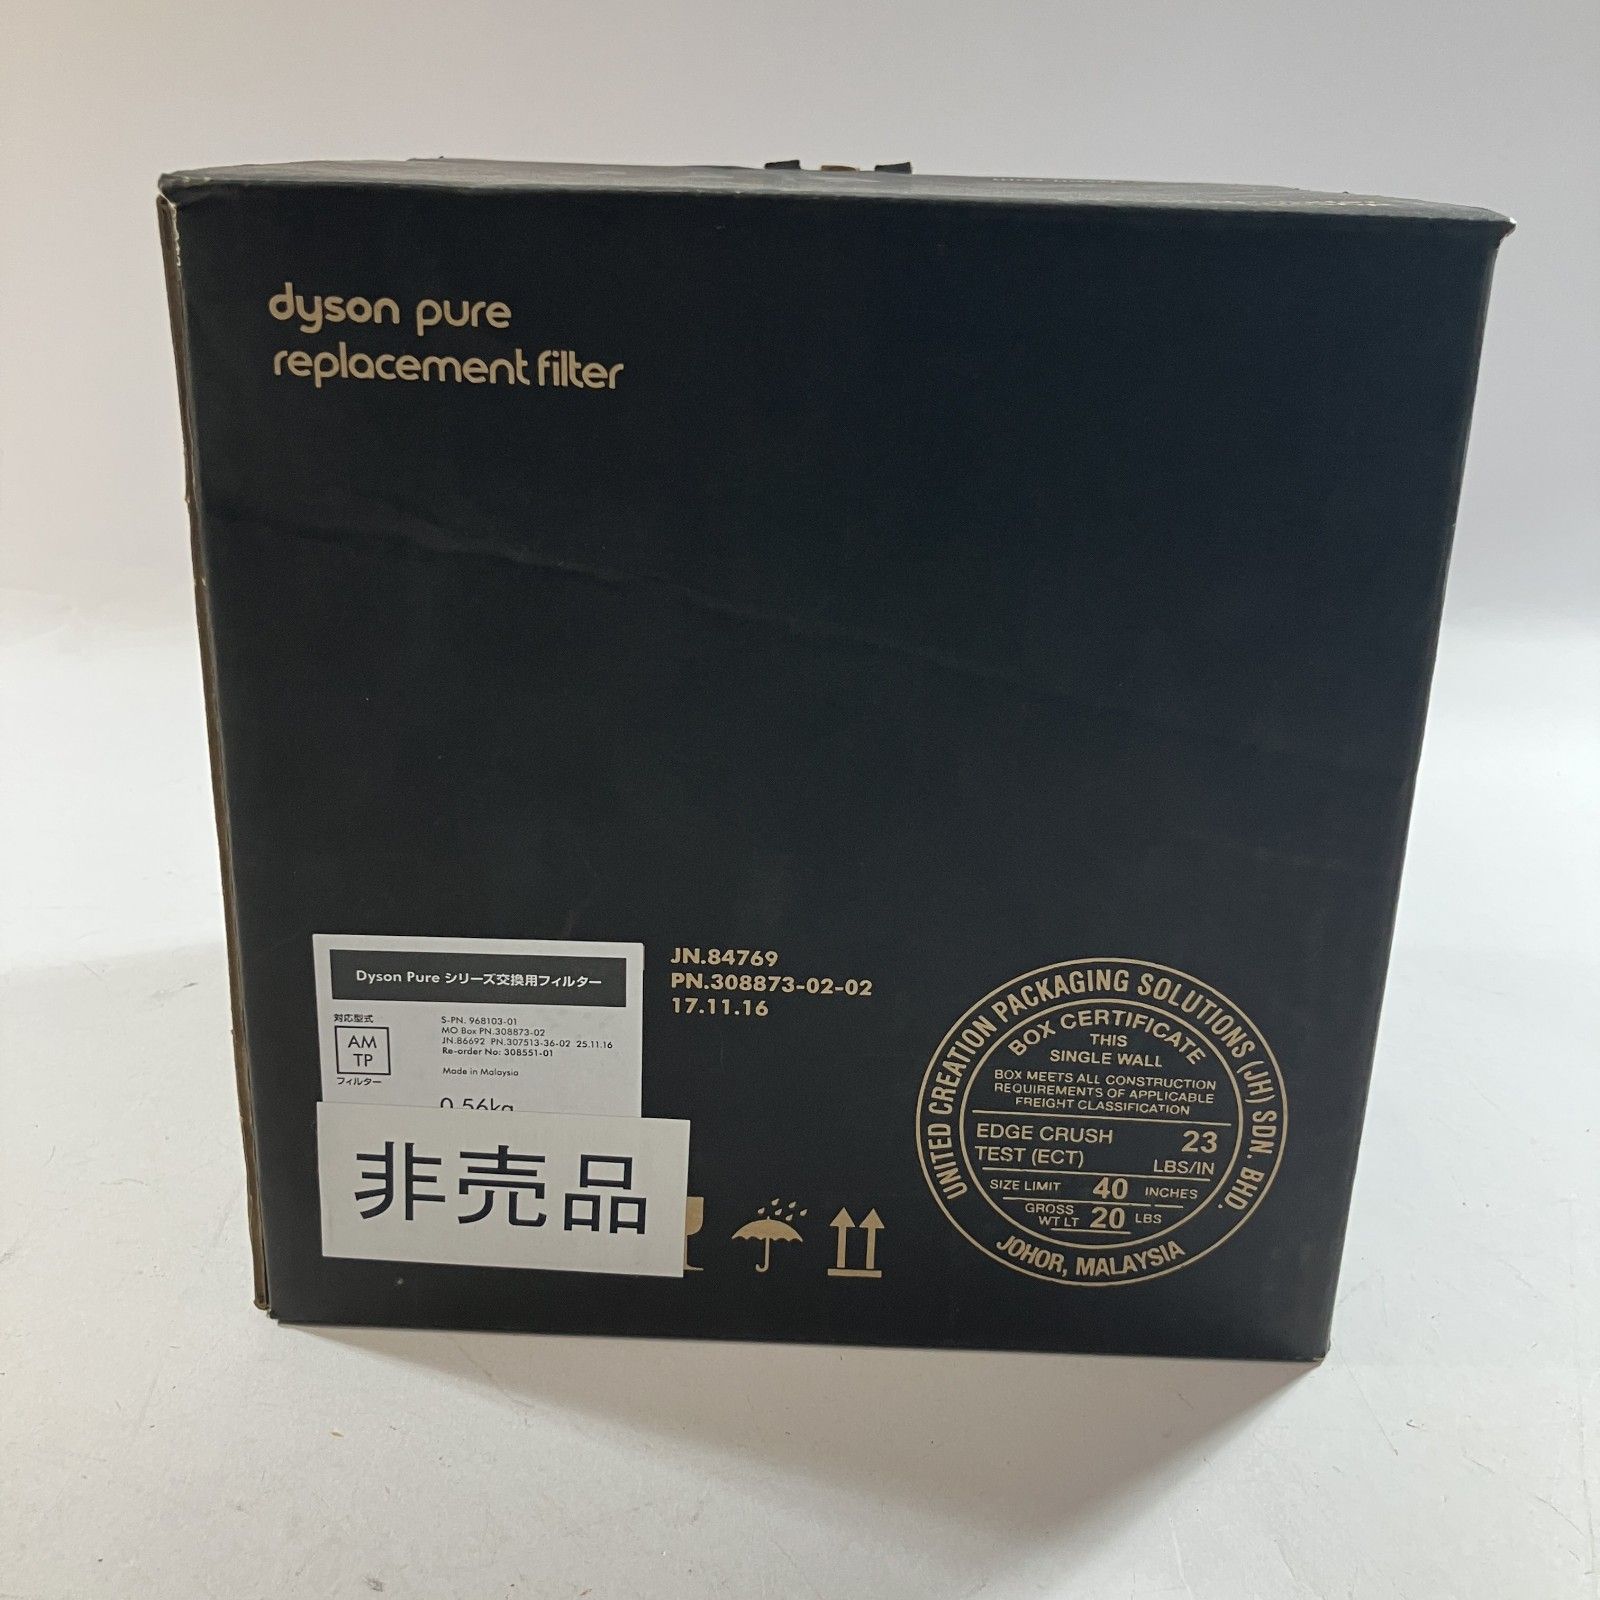 dyson pure
replacement filter
Dyson Pure シリーズ交換用フィルター
対応型式
AM
TP
フィルター
S-PN. 968103-01
MO Box PN.308873-02
JN.86692 PN.307513-36-02 25.11.16
Re-order No: 308551-01
Made in Malaysia
0.56kg
非売品
JN.84769
PN.308873-02-02
17.11.16
UNITED CREATION PACKAGING SOLUTIONS (JH) SDN. BHD.
BOX CERTIFICATE
THIS
SINGLE WALL
BOX MEETS ALL CONSTRUCTION
REQUIREMENTS OF APPLICABLE
FREIGHT CLASSIFICATION
EDGE CRUSH
TEST (ECT)
23
LBS/IN
SIZE LIMIT 40 INCHES
GROSS
WT LT 20 LBS
JOHOR, MALAYSIA